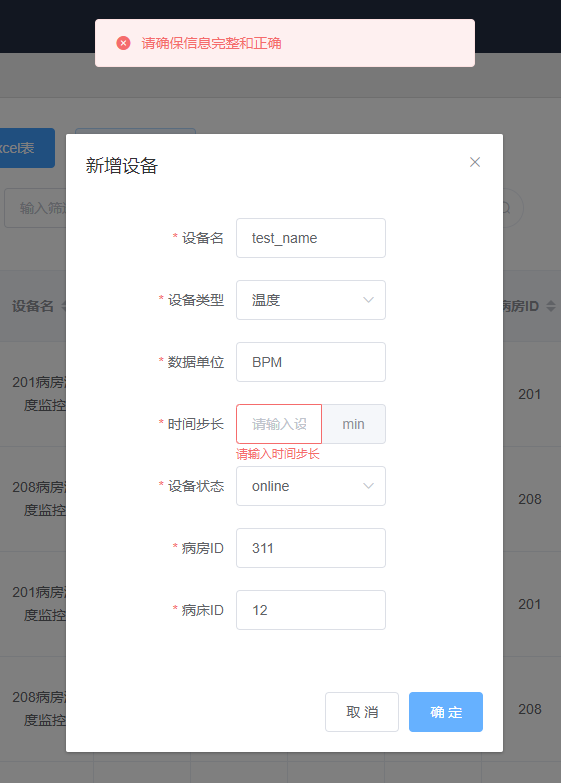 请确保信息完整和正确
xcel表
新增设备
输入筛
* 设备名 test_name
设备名
* 设备类型 温度
病房ID
* 数据单位 BPM
201病房
度监控
201
* 时间步长 请输入设 min
请输入时间步长
208病房
度监控
208
* 设备状态 online
* 病房ID 311
201病房
度监控
201
* 病床ID 12
208病房
度监控
208
取 消 确 定